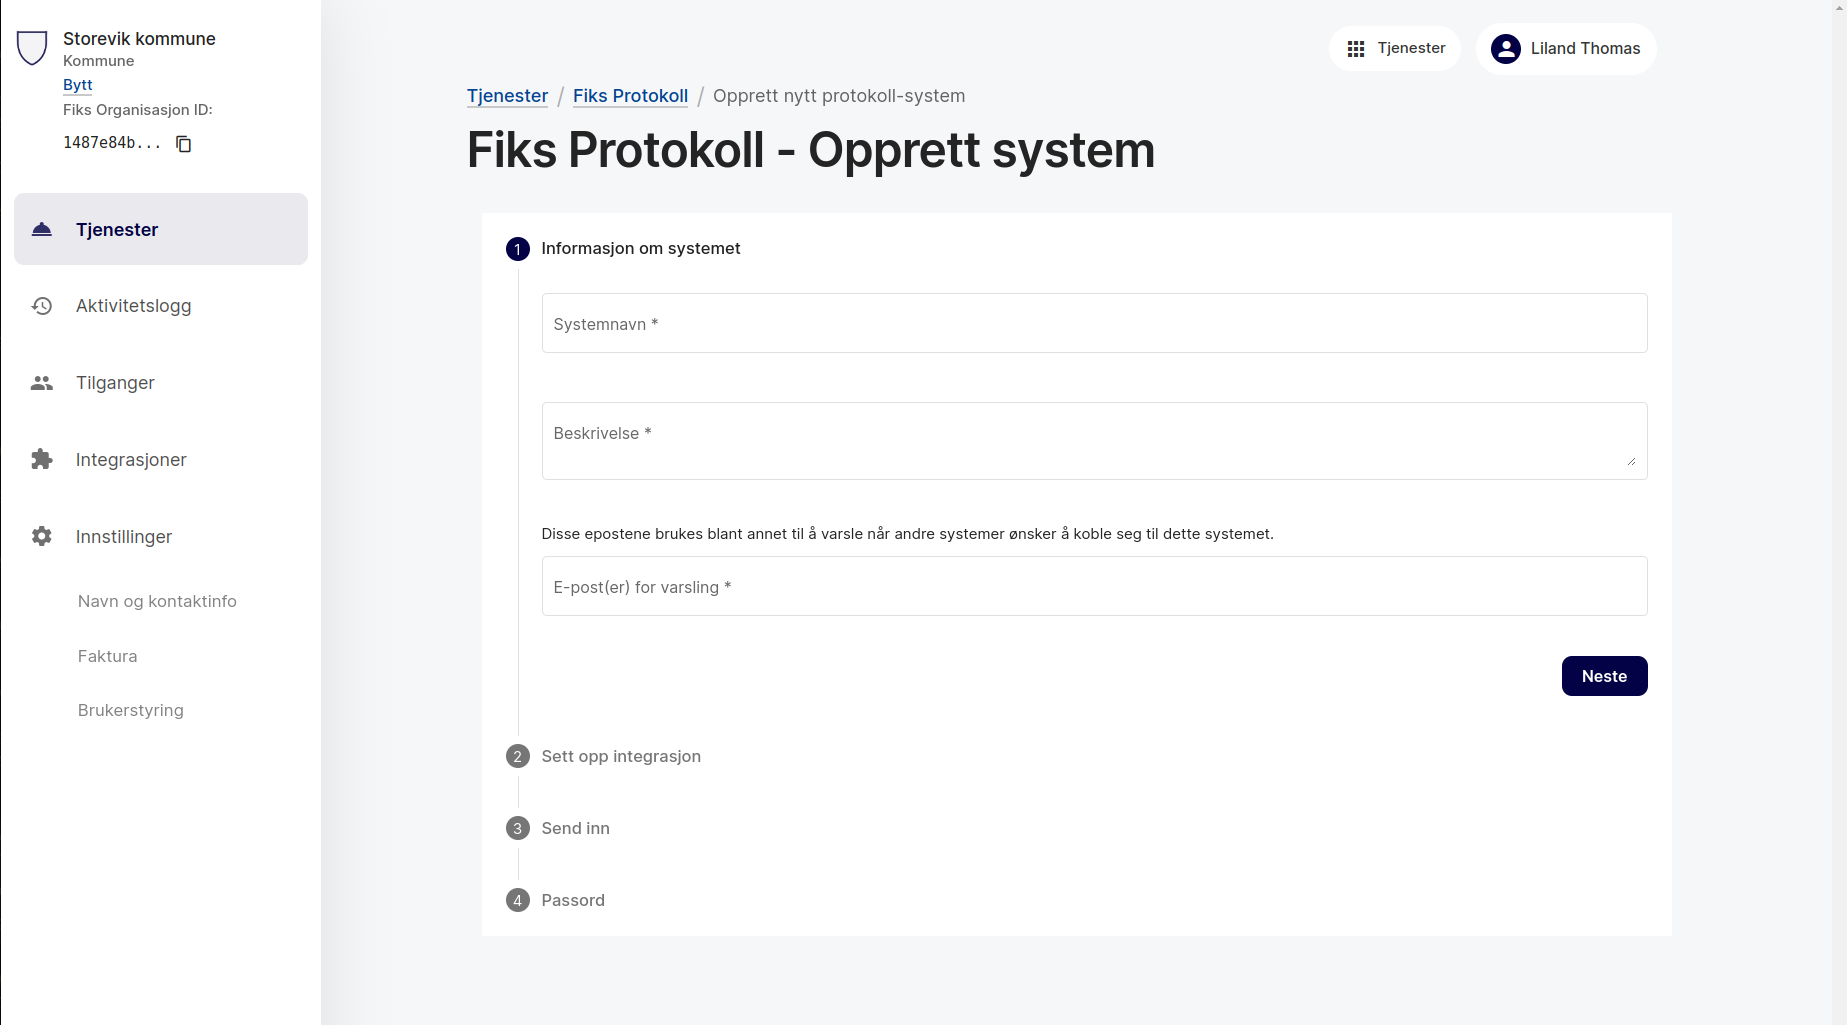 Storevik kommune
Kommune
Bytt
Fiks Organisasjon ID:
1487e84b...
Tjenester
Aktivitetslogg
Tilganger
Integrasjoner
Innstillinger
Navn og kontaktinfo
Faktura
Brukerstyring
Tjenester
Liland Thomas
Tjenester / Fiks Protokoll / Opprett nytt protokoll-system
Fiks Protokoll - Opprett system
1 Informasjon om systemet
Systemnavn *
Beskrivelse *
Disse epostene brukes blant annet til å varsle når andre systemer ønsker å koble seg til dette systemet.
E-post(er) for varsling *
Neste
2 Sett opp integrasjon
3 Send inn
4 Passord